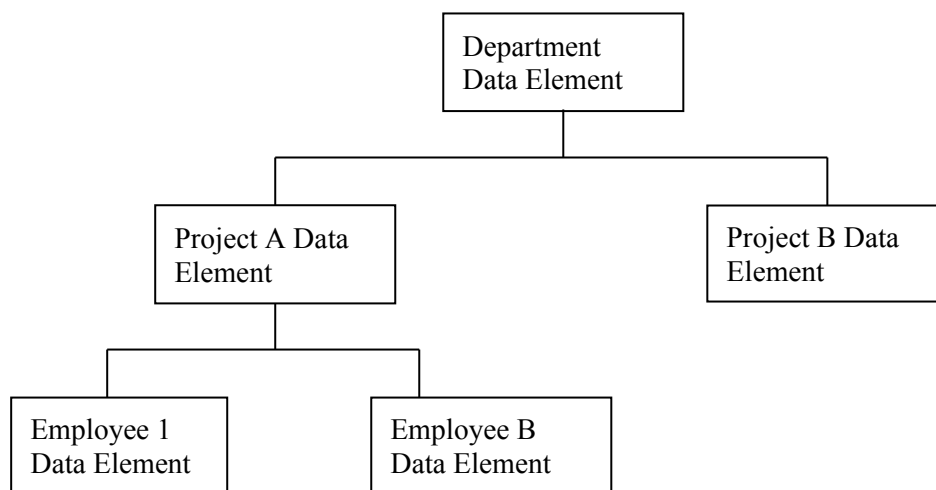 Department
Data Element
Project A Data
Element
Project B Data
Element
Employee 1
Data Element
Employee B
Data Element